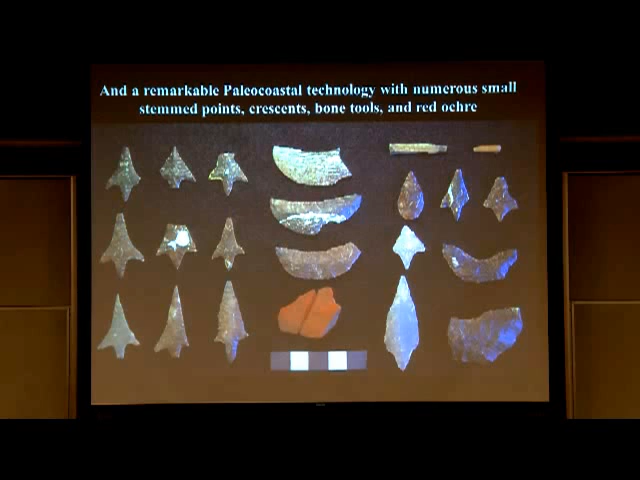 And a remarkable Paleocoastal technology with numerous small
stemmed points, crescents, bone tools, and red ochre